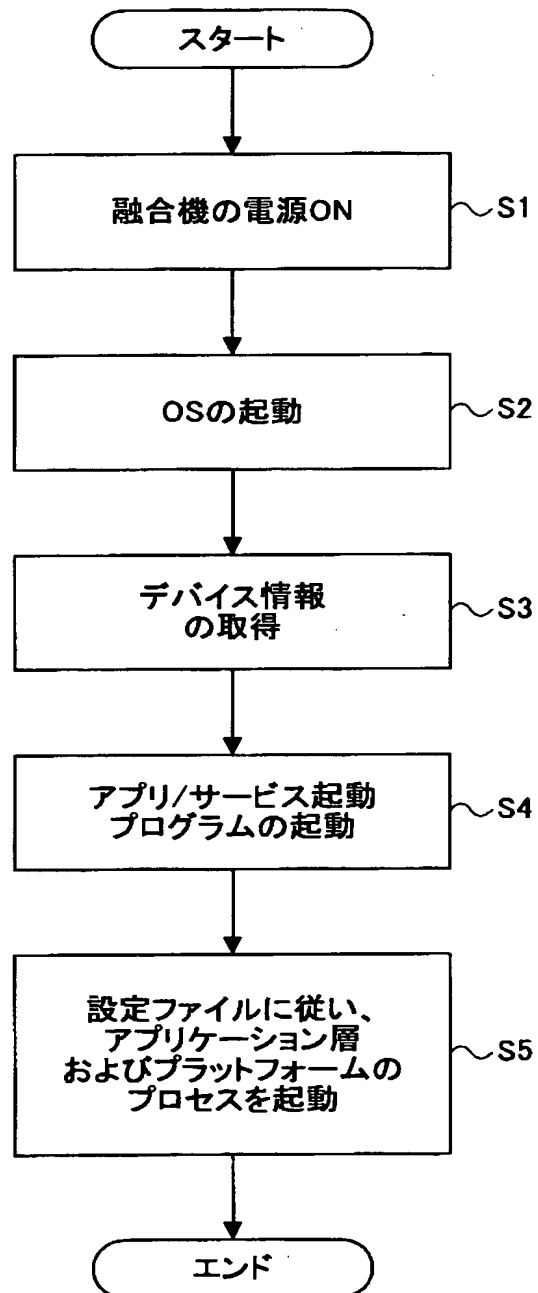 スタート
融合機の電源ON
S1
OSの起動
S2
デバイス情報
の取得
S3
アプリ/サービス起動
プログラムの起動
S4
設定ファイルに従い、
アプリケーション層
およびプラットフォームの
プロセスを起動
S5
エンド